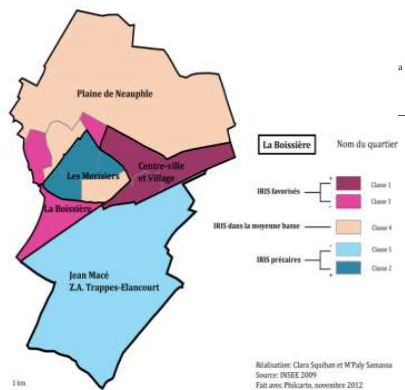 Plaine de Neauphle
Centre-ville
et Village
Les Merisiers
La Boissière
Jean Macé
Z.A. Trappes-Elancourt
1 km
a
La Boissière
Nom du quartier
IRIS favorisés
+
-
Classe 1
Classe 3
IRIS dans la moyenne basse
Classe 4
IRIS précaires
-
+
Classe 5
Classe 2
Réalisation: Clara Squiban et M'Paly Samassa
Source: INSEE 2009
Fait avec Philcarto, novembre 2012